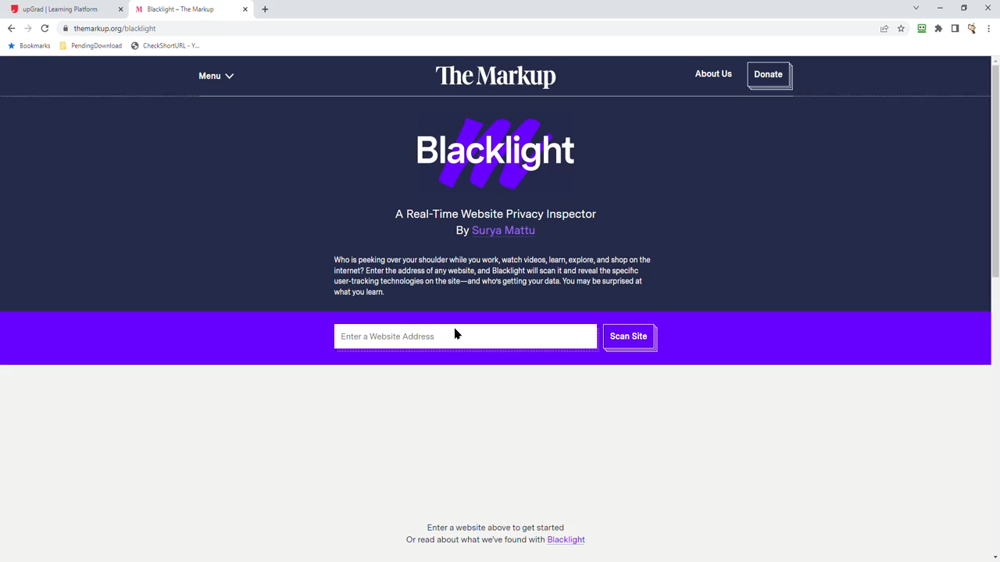 upGrad | Learning Platform
Blacklight – The Markup
themarkup.org/blacklight
Bookmarks
PendingDownload
CheckShortURL - Y...
Menu
The Markup
About Us
Donate
Blacklight
A Real-Time Website Privacy Inspector
By Surya Mattu
Who is peeking over your shoulder while you work, watch videos, learn, explore, and shop on the
internet? Enter the address of any website, and Blacklight will scan it and reveal the specific
user-tracking technologies on the site—and who's getting your data. You may be surprised at
what you learn.
Enter a Website Address
Scan Site
Enter a website above to get started
Or read about what we've found with Blacklight